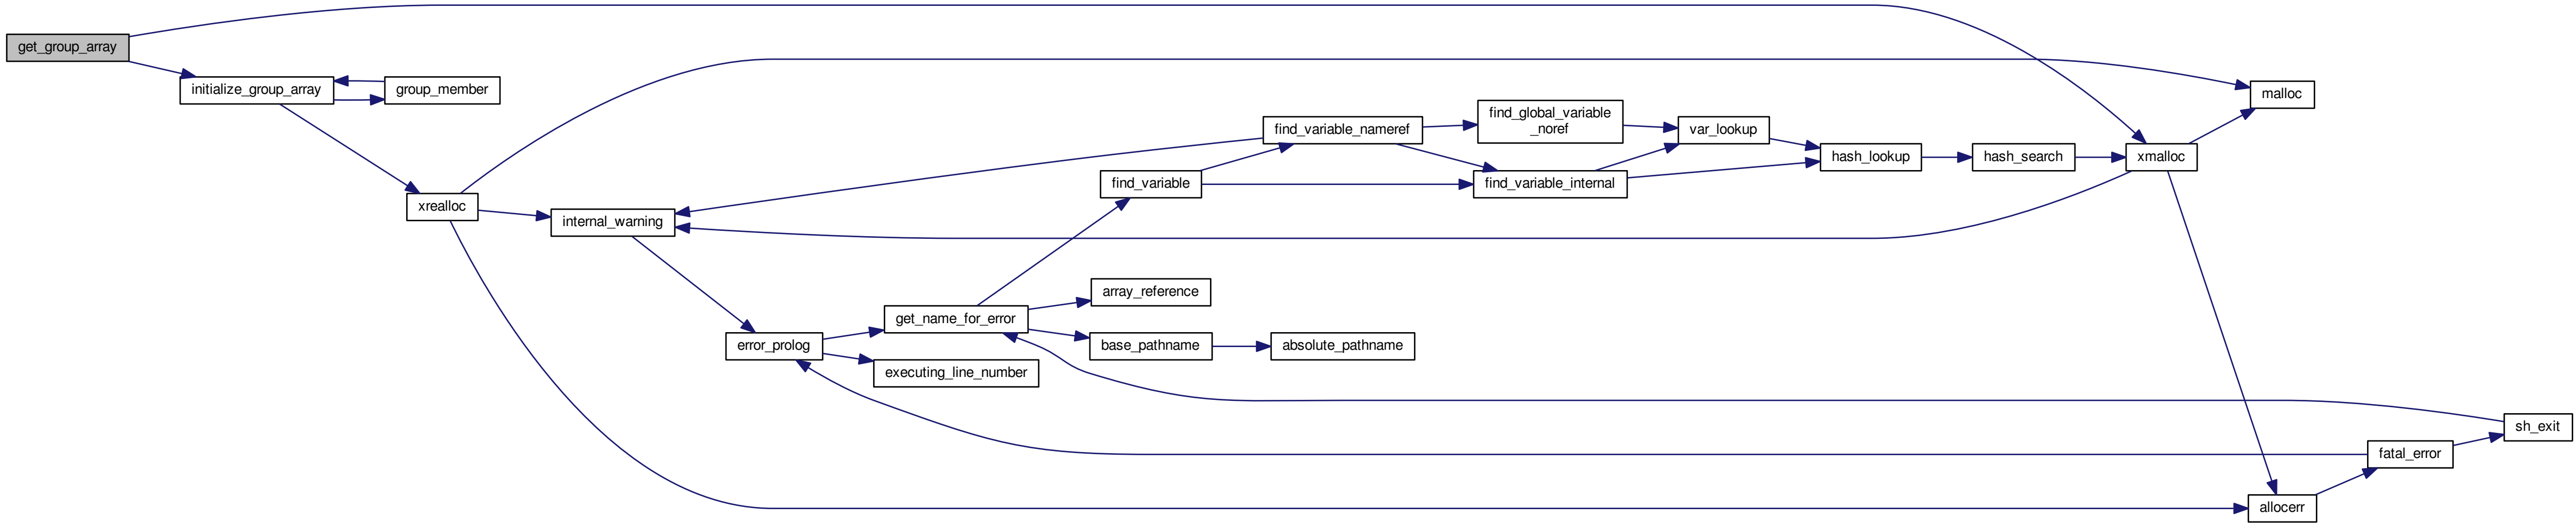 get_group_array
initialize_group_array
group_member
xrealloc
internal_warning
error_prolog
get_name_for_error
executing_line_number
find_variable
array_reference
base_pathname
absolute_pathname
find_variable_nameref
find_global_variable
_noref
find_variable_internal
var_lookup
hash_lookup
hash_search
xmalloc
malloc
allocerr
fatal_error
sh_exit